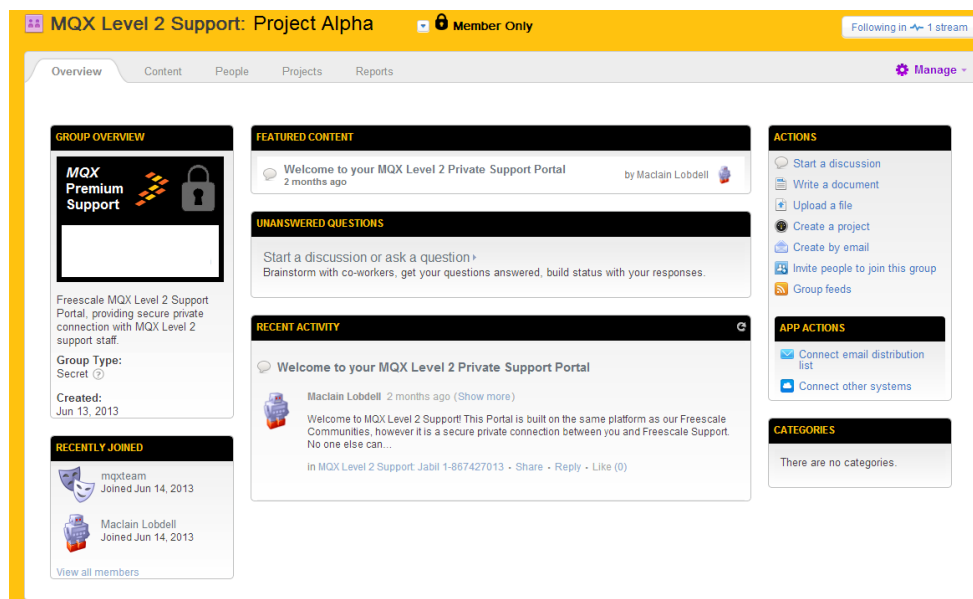 MQX Level 2 Support: Project Alpha
Member Only
Following in 1 stream
Overview
Content
People
Projects
Reports
Manage
GROUP OVERVIEW
MQX
Premium
Support
Freescale MQX Level 2 Support
Portal, providing secure private
connection with MQX Level 2
support staff.
Group Type:
Secret ?
Created:
Jun 13, 2013
RECENTLY JOINED
mqxteam
Joined Jun 14, 2013
Maclain Lobdell
Joined Jun 14, 2013
View all members
FEATURED CONTENT
Welcome to your MQX Level 2 Private Support Portal
2 months ago
by Maclain Lobdell
UNANSWERED QUESTIONS
Start a discussion or ask a question
Brainstorm with co-workers, get your questions answered, build status with your responses.
RECENT ACTIVITY
Welcome to your MQX Level 2 Private Support Portal
Maclain Lobdell 2 months ago (Show more)
Welcome to MQX Level 2 Support! This Portal is built on the same platform as our Freescale
Communities, however it is a secure private connection between you and Freescale Support.
No one else can...
in MQX Level 2 Support: Jabil 1-867427013 - Share - Reply - Like (0)
ACTIONS
Start a discussion
Write a document
Upload a file
Create a project
Create by email
Invite people to join this group
Group feeds
APP ACTIONS
Connect email distribution
list
Connect other systems
CATEGORIES
There are no categories.